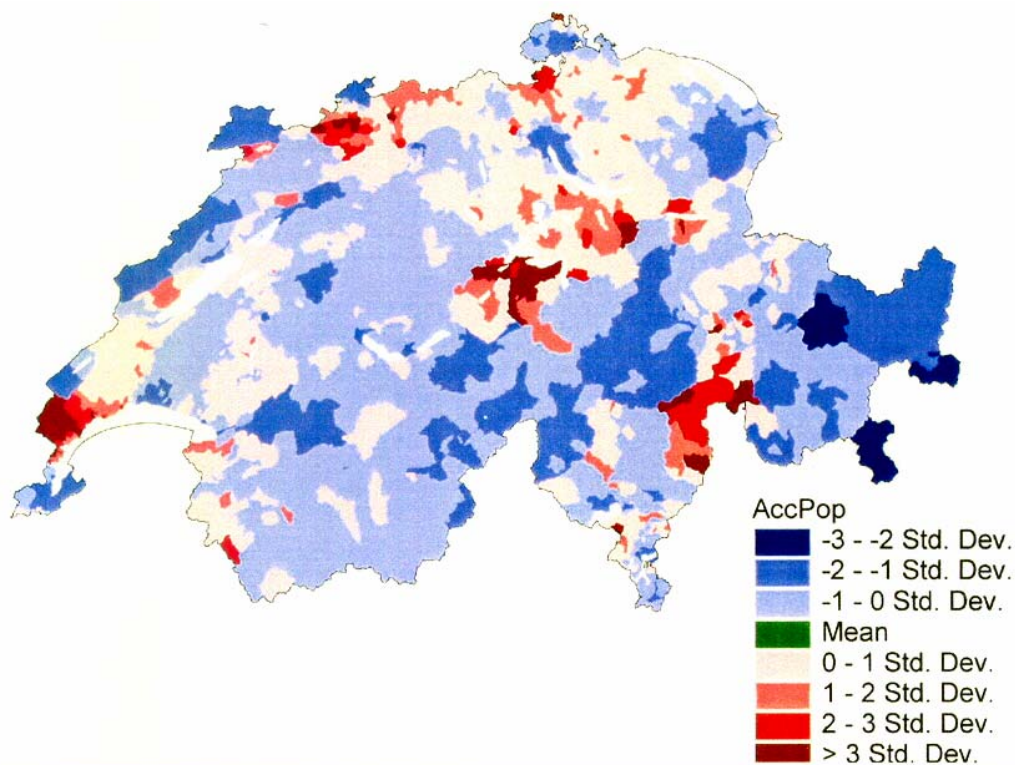 AccPop
-3 - -2 Std. Dev.
-2 - -1 Std. Dev.
-1 - 0 Std. Dev.
Mean
0 - 1 Std. Dev.
1 - 2 Std. Dev.
2 - 3 Std. Dev.
> 3 Std. Dev.